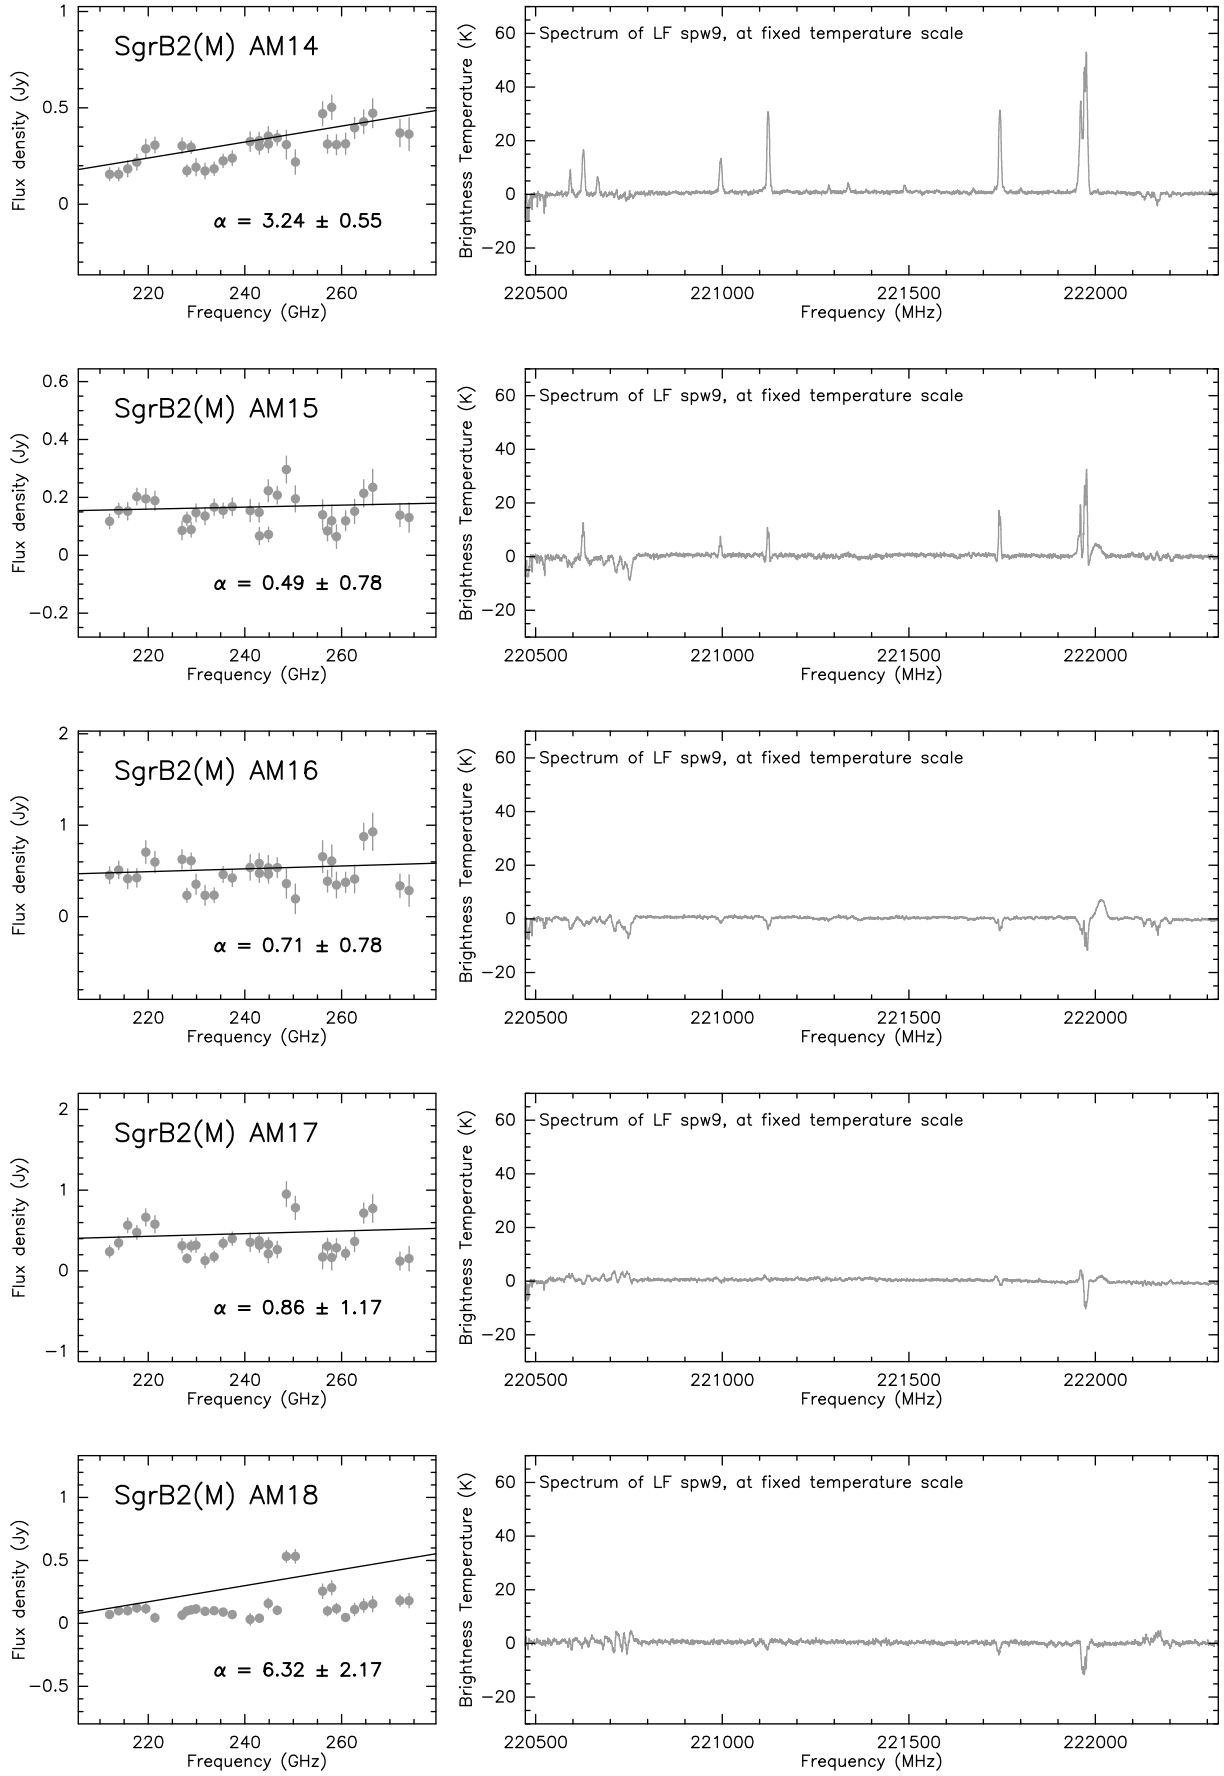 SgrB2(M) AM14
Flux density (Jy)
1
0.5
0
α = 3.24 ± 0.55
220 240 260
Frequency (GHz)
Spectrum of LF spw9, at fixed temperature scale
Brightness Temperature (K)
60
40
20
0
−20
220500 221000 221500 222000
Frequency (MHz)
SgrB2(M) AM15
Flux density (Jy)
0.6
0.4
0.2
0
−0.2
α = 0.49 ± 0.78
220 240 260
Frequency (GHz)
Spectrum of LF spw9, at fixed temperature scale
Brightness Temperature (K)
60
40
20
0
−20
220500 221000 221500 222000
Frequency (MHz)
SgrB2(M) AM16
Flux density (Jy)
2
1
0
α = 0.71 ± 0.78
220 240 260
Frequency (GHz)
Spectrum of LF spw9, at fixed temperature scale
Brightness Temperature (K)
60
40
20
0
−20
220500 221000 221500 222000
Frequency (MHz)
SgrB2(M) AM17
Flux density (Jy)
2
1
0
−1
α = 0.86 ± 1.17
220 240 260
Frequency (GHz)
Spectrum of LF spw9, at fixed temperature scale
Brightness Temperature (K)
60
40
20
0
−20
220500 221000 221500 222000
Frequency (MHz)
SgrB2(M) AM18
Flux density (Jy)
1
0.5
0
−0.5
α = 6.32 ± 2.17
220 240 260
Frequency (GHz)
Spectrum of LF spw9, at fixed temperature scale
Brightness Temperature (K)
60
40
20
0
−20
220500 221000 221500 222000
Frequency (MHz)